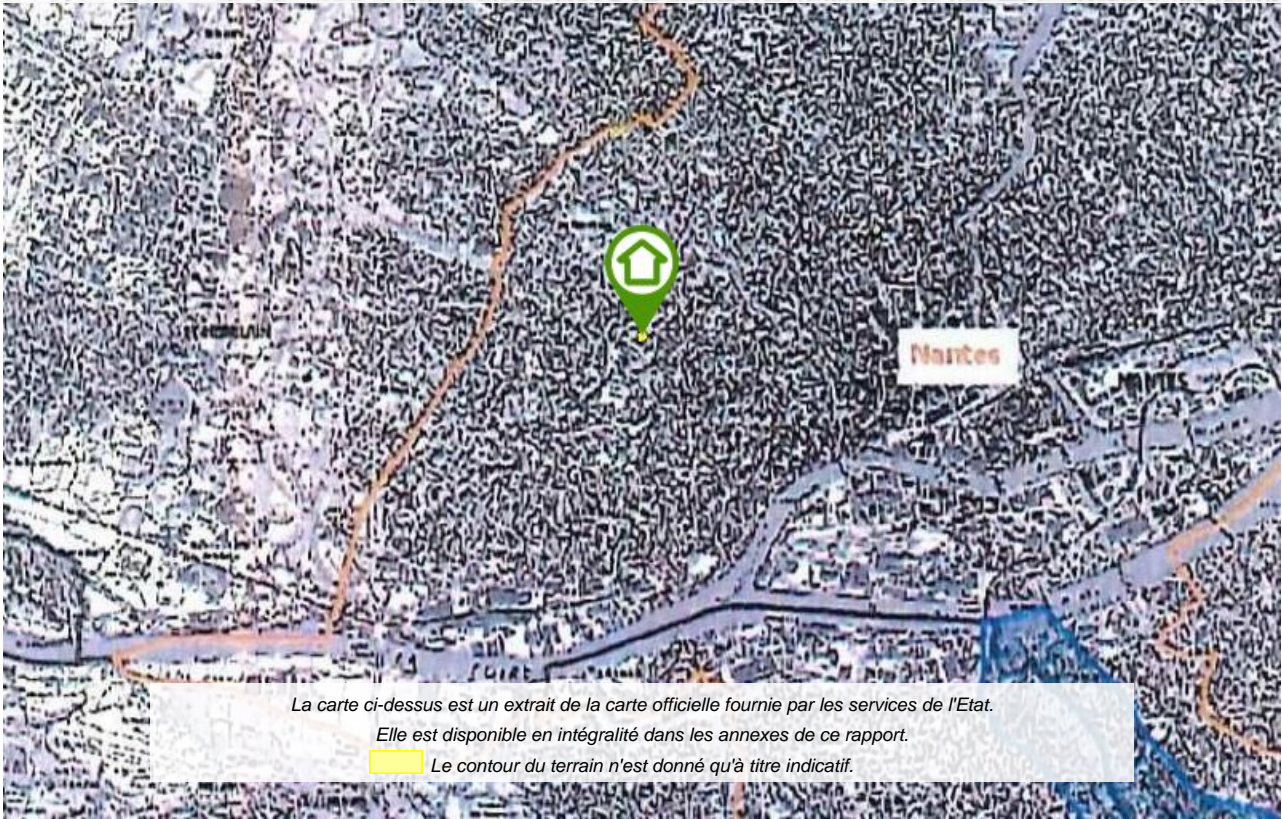 Nantes
NANTES
La carte ci-dessus est un extrait de la carte officielle fournie par les services de l'Etat.
Elle est disponible en intégralité dans les annexes de ce rapport.
Le contour du terrain n'est donné qu'à titre indicatif.